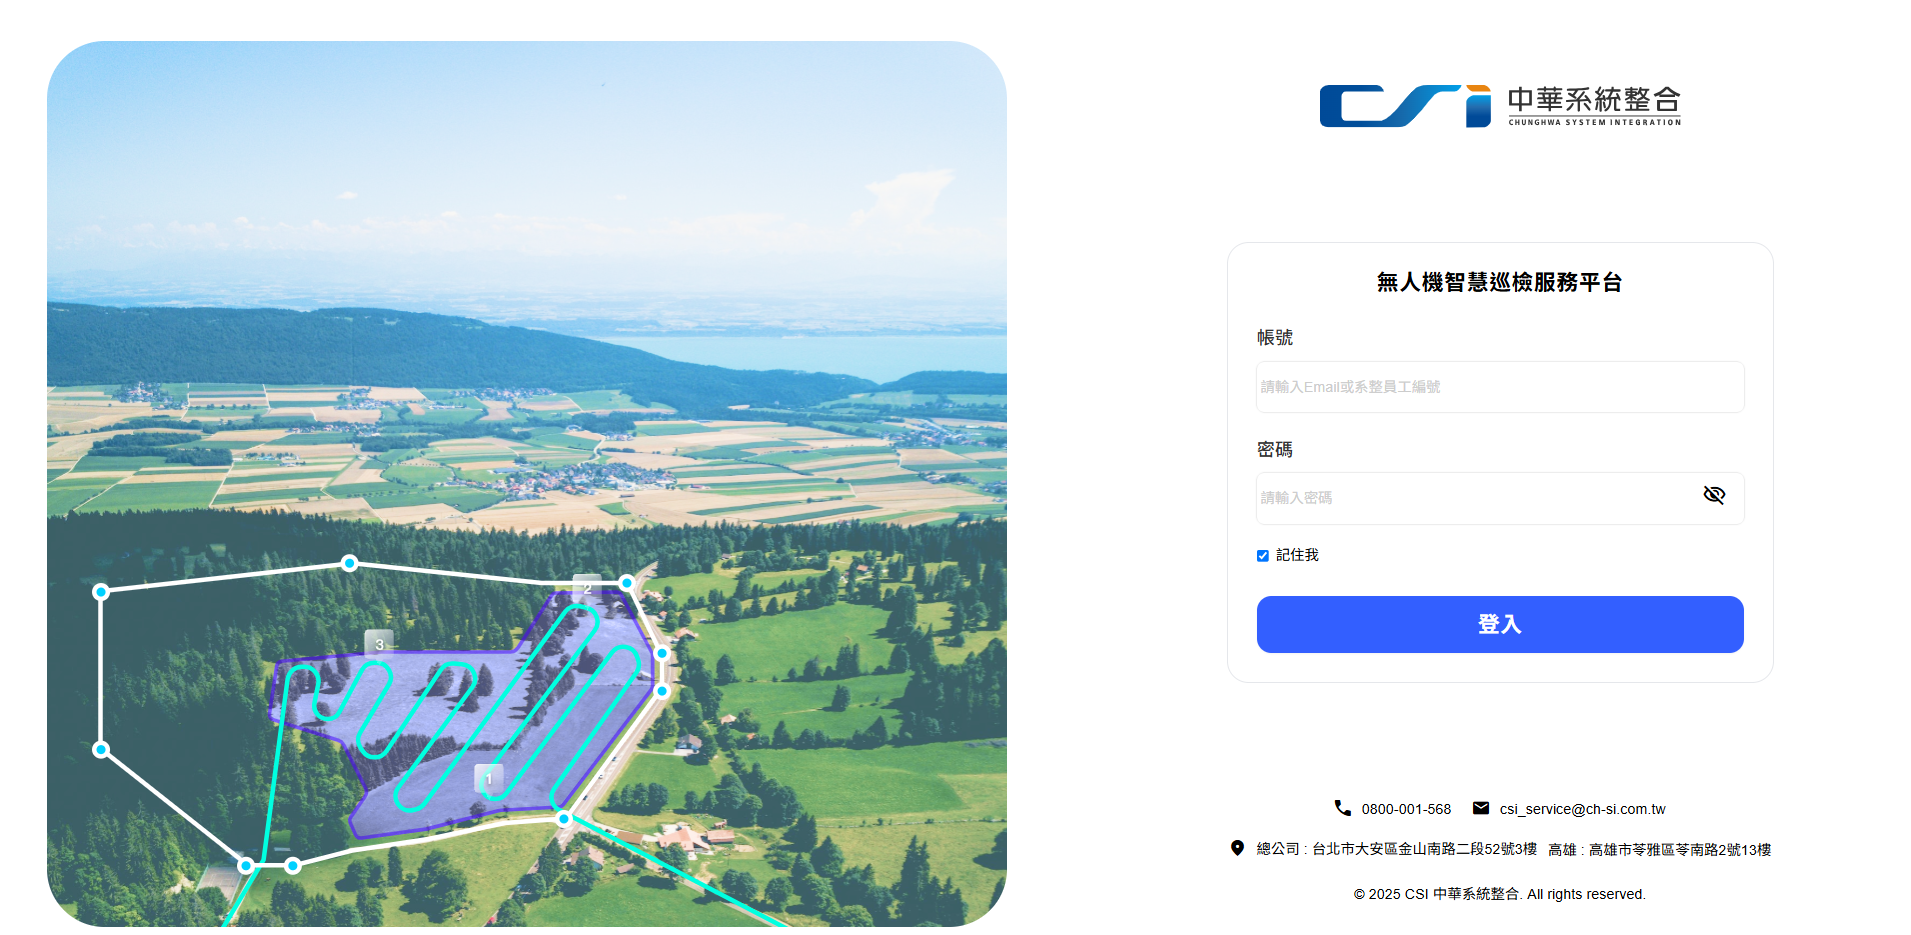 中華系統整合
CHUNGHWA SYSTEM INTEGRATION
無人機智慧巡檢服務平台
帳號
請輸入Email或系整員工編號
密碼
請輸入密碼
記住我
登入
2
3
1
0800-001-568 csi_service@ch-si.com.tw
總公司 : 台北市大安區金山南路二段52號3樓 高雄 : 高雄市苓雅區苓南路2號13樓
© 2025 CSI 中華系統整合. All rights reserved.